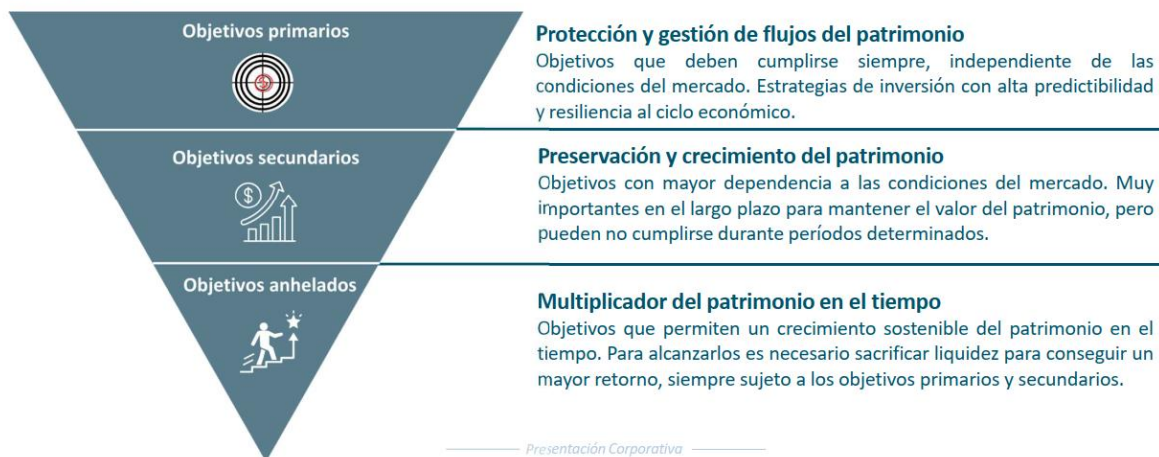 Objetivos primarios
Protección y gestión de flujos del patrimonio
Objetivos que deben cumplirse siempre, independiente de las
condiciones del mercado. Estrategias de inversión con alta predictibilidad
y resiliencia al ciclo económico.
Objetivos secundarios
$
Preservación y crecimiento del patrimonio
Objetivos con mayor dependencia a las condiciones del mercado. Muy
importantes en el largo plazo para mantener el valor del patrimonio, pero
pueden no cumplirse durante períodos determinados.
Objetivos anhelados
Multiplicador del patrimonio en el tiempo
Objetivos que permiten un crecimiento sostenible del patrimonio en el
tiempo. Para alcanzarlos es necesario sacrificar liquidez para conseguir un
mayor retorno, siempre sujeto a los objetivos primarios y secundarios.
Presentación Corporativa